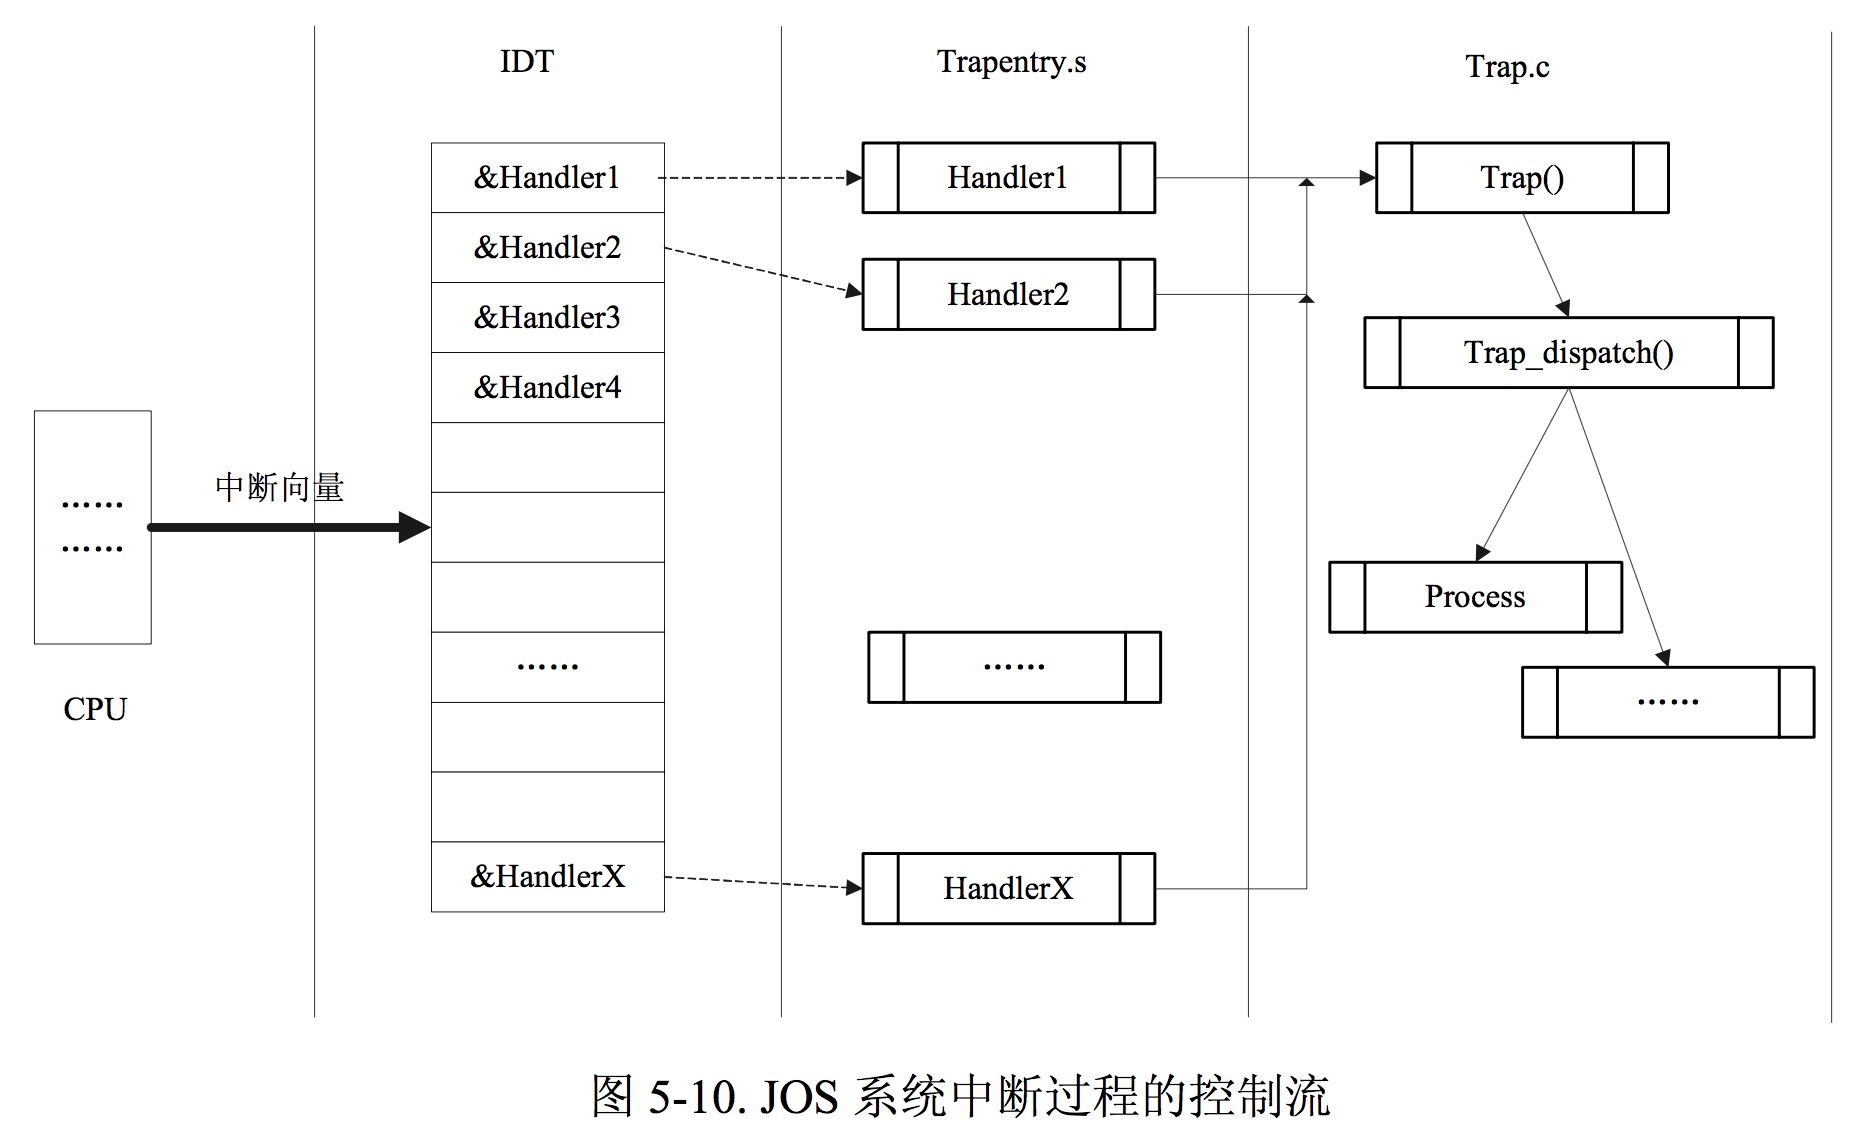 IDT
Trapentry.s
Trap.c
&Handler1
Handler1
Trap()
&Handler2
Handler2
&Handler3
Trap_dispatch()
&Handler4
中断向量
……
……
CPU
Process
……
……
……
&HandlerX
HandlerX
图 5-10. JOS 系统中断过程的控制流